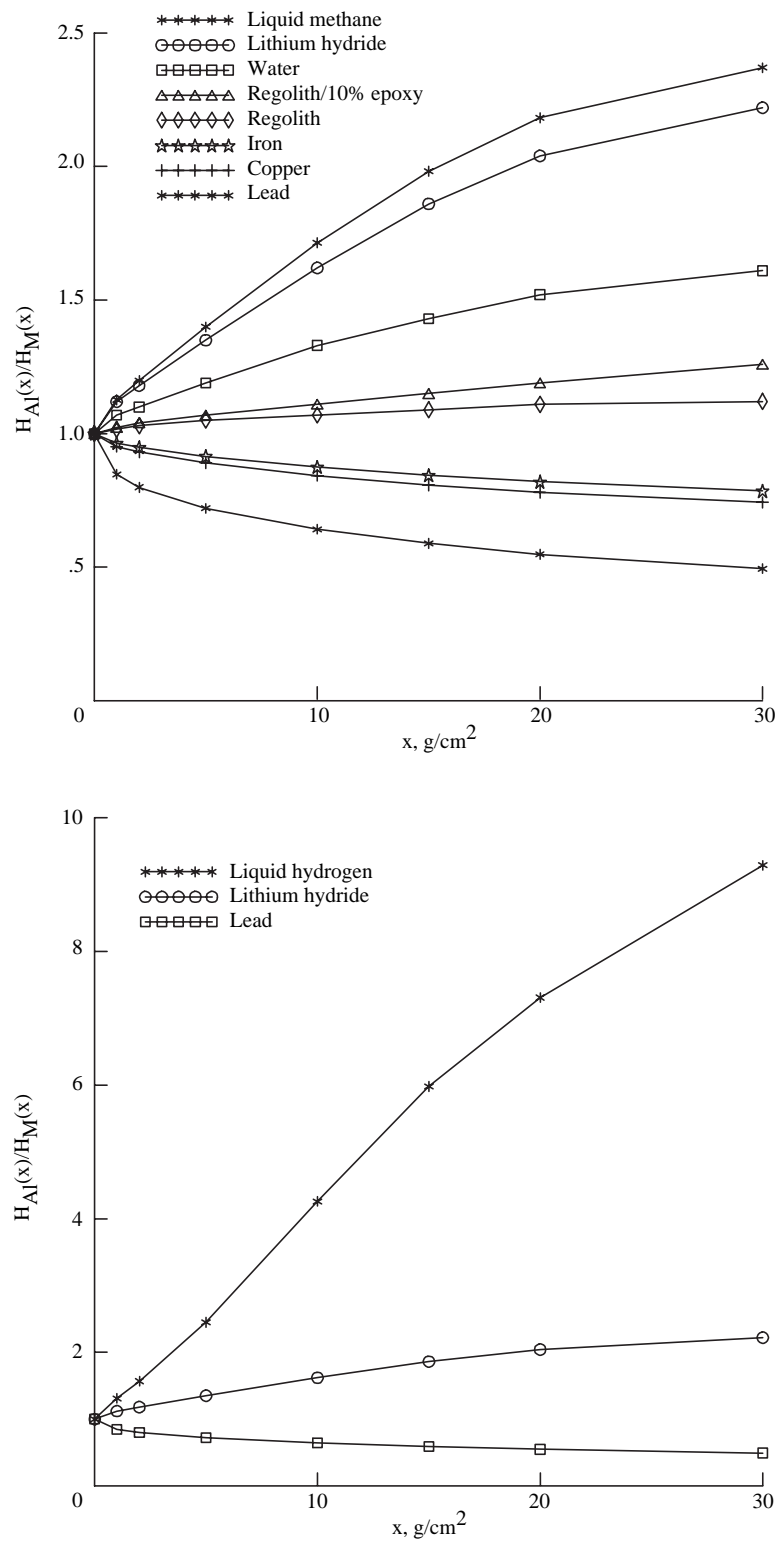 Liquid methane
Lithium hydride
Water
Regolith/10% epoxy
Regolith
Iron
Copper
Lead
2.5
2.0
1.5
1.0
.5
0
10
20
30
H_Al(x)/H_M(x)
x, g/cm²
Liquid hydrogen
Lithium hydride
Lead
10
8
6
4
2
0
10
20
30
H_Al(x)/H_M(x)
x, g/cm²